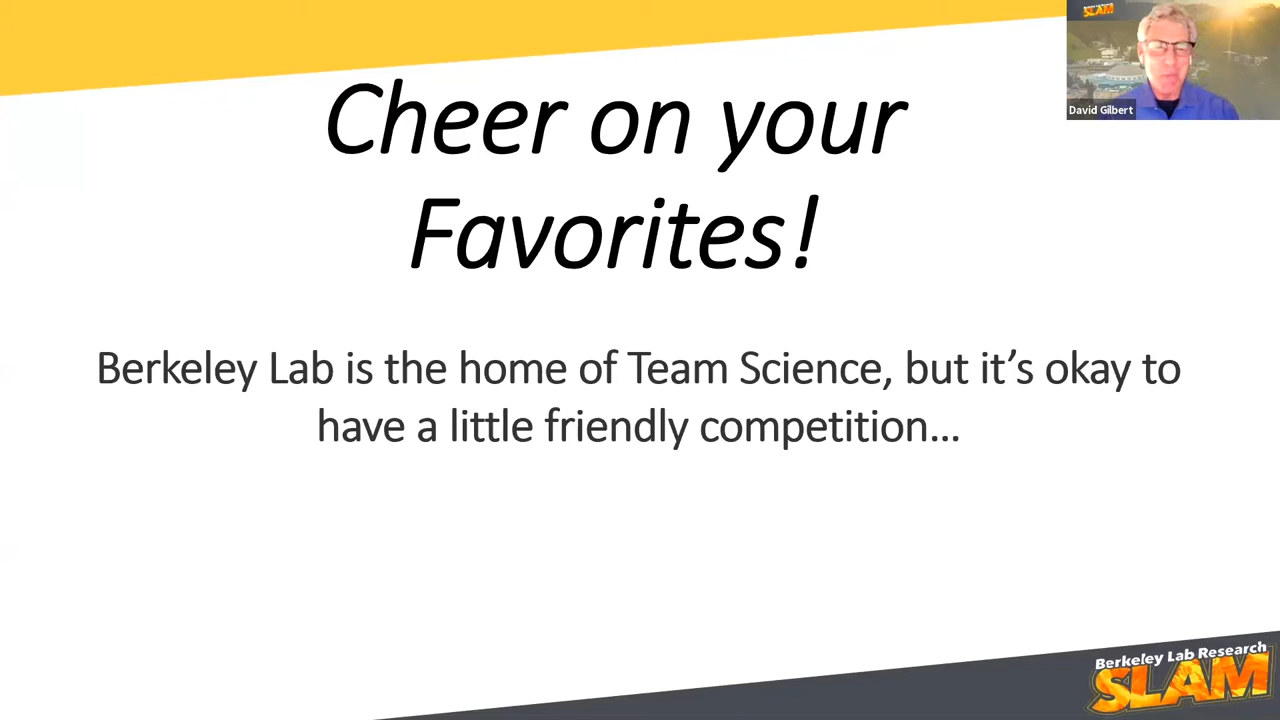 SLAM
David Gilbert
Cheer on your
Favorites!
Berkeley Lab is the home of Team Science, but it’s okay to
have a little friendly competition…
Berkeley Lab Research
SLAM